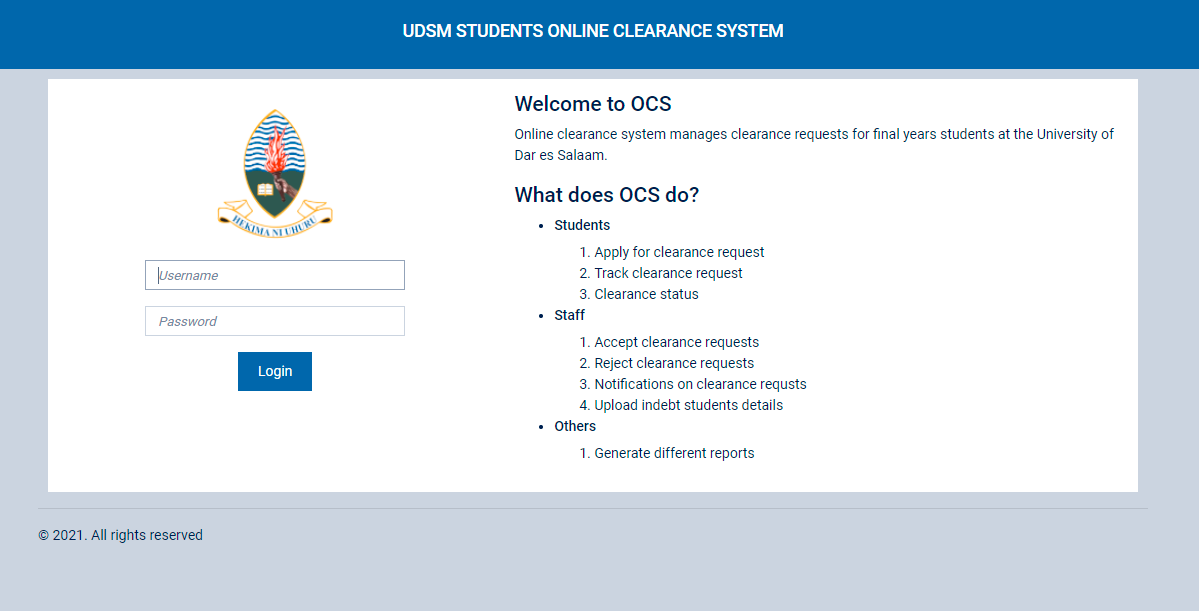 UDSM STUDENTS ONLINE CLEARANCE SYSTEM
HEKIMA NI UHURU
Username
Password
Login
Welcome to OCS
Online clearance system manages clearance requests for final years students at the University of
Dar es Salaam.
What does OCS do?
• Students
1. Apply for clearance request
2. Track clearance request
3. Clearance status
• Staff
1. Accept clearance requests
2. Reject clearance requests
3. Notifications on clearance requsts
4. Upload indebt students details
• Others
1. Generate different reports
© 2021. All rights reserved